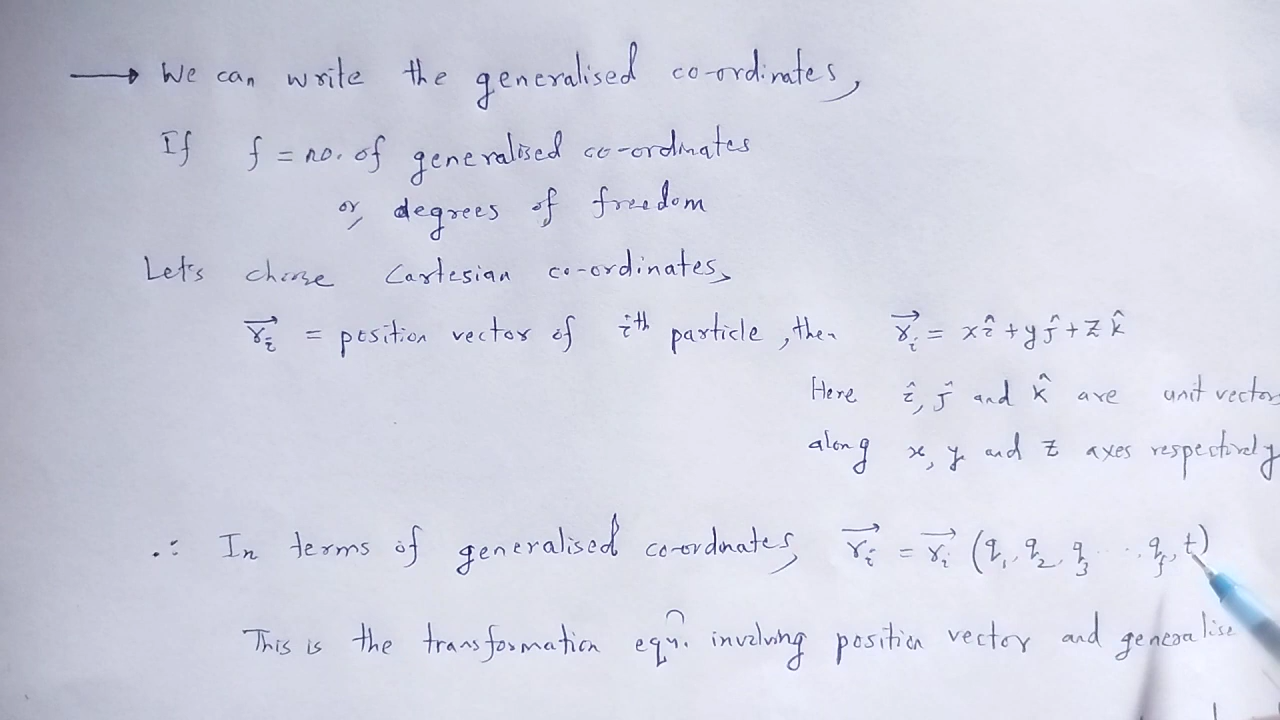 → We can write the generalised co-ordinates,
If f = no. of generalised co-ordinates
or, degrees of freedom
Let's choose Cartesian co-ordinates,
r⃗ᵢ = position vector of iᵗʰ particle, then r⃗ᵢ = xî + yĵ + zk̂
Here î, ĵ and k̂ are unit vectors
along x, y and z axes respectively
∴ In terms of generalised co-ordinates, r⃗ᵢ = r⃗ᵢ (q₁, q₂, q₃ ..... q_f, t)
This is the transformation eqⁿ. involving position vector and generalise